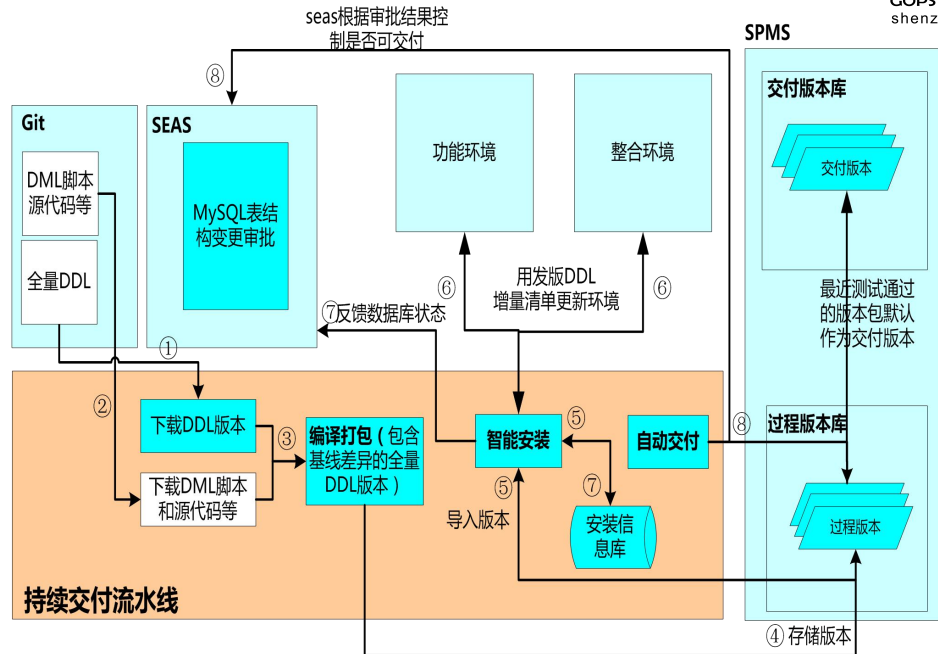 GOPS
shenz
seas根据审批结果控
制是否可交付
SPMS
⑧
交付版本库
Git
SEAS
功能环境
整合环境
交付版本
DML脚本
源代码等
MySQL表结
构变更审批
全量DDL
⑥
用发版DDL
增量清单更新环境
⑥
最近测试通过
的版本包默认
作为交付版本
⑦反馈数据库状态
①
②
下载DDL版本
③
编译打包（包含
基线差异的全量
DDL版本）
智能安装
⑤
自动交付
⑧
过程版本库
下载DML脚本
和源代码等
⑤
⑦
导入版本
安装信
息库
过程版本
持续交付流水线
④ 存储版本